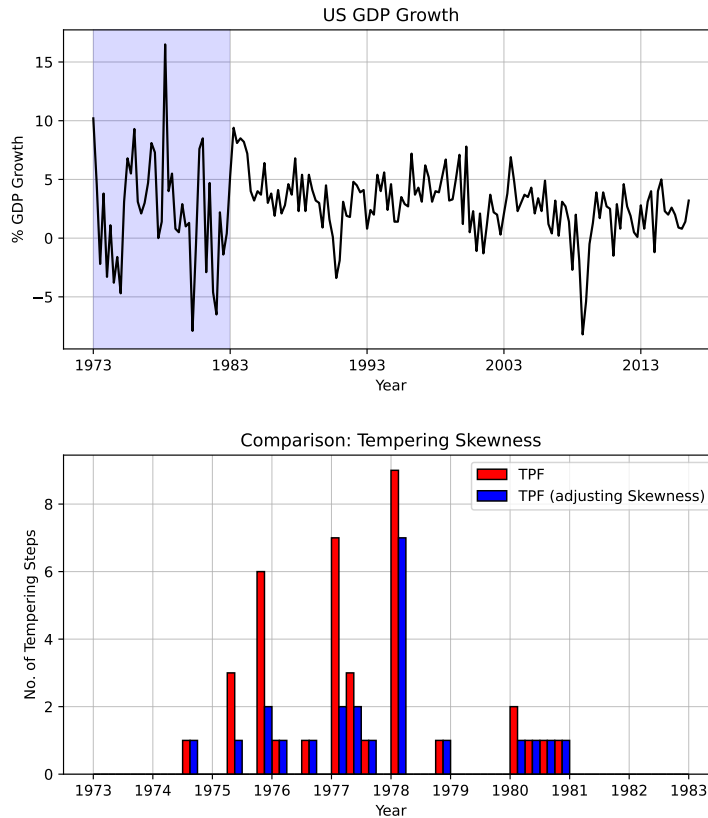 US GDP Growth
15
10
5
0
−5
% GDP Growth
1973 1983 1993 2003 2013
Year
Comparison: Tempering Skewness
TPF
TPF (adjusting Skewness)
8
6
4
2
0
No. of Tempering Steps
1973 1974 1975 1976 1977 1978 1979 1980 1981 1982 1983
Year